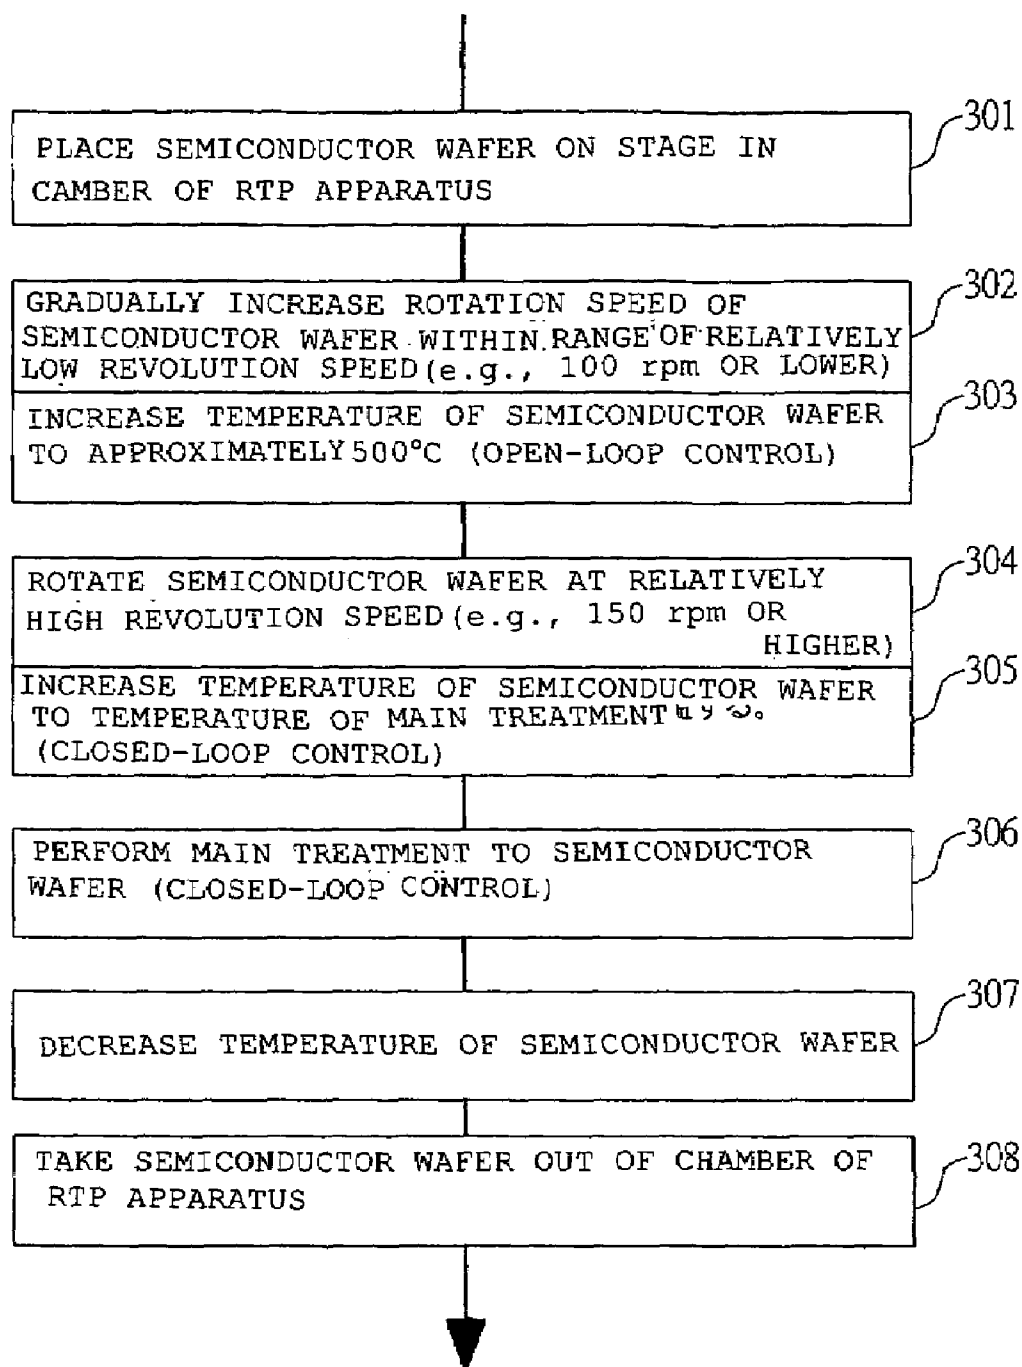 301
PLACE SEMICONDUCTOR WAFER ON STAGE IN
CAMBER OF RTP APPARATUS
302
GRADUALLY INCREASE ROTATION SPEED OF
SEMICONDUCTOR WAFER WITHIN RANGE OF RELATIVELY
LOW REVOLUTION SPEED (e.g., 100 rpm OR LOWER)
303
INCREASE TEMPERATURE OF SEMICONDUCTOR WAFER
TO APPROXIMATELY 500°C (OPEN-LOOP CONTROL)
304
ROTATE SEMICONDUCTOR WAFER AT RELATIVELY
HIGH REVOLUTION SPEED (e.g., 150 rpm OR
HIGHER)
305
INCREASE TEMPERATURE OF SEMICONDUCTOR WAFER
TO TEMPERATURE OF MAIN TREATMENT
(CLOSED-LOOP CONTROL)
306
PERFORM MAIN TREATMENT TO SEMICONDUCTOR
WAFER (CLOSED-LOOP CONTROL)
307
DECREASE TEMPERATURE OF SEMICONDUCTOR WAFER
308
TAKE SEMICONDUCTOR WAFER OUT OF CHAMBER OF
RTP APPARATUS